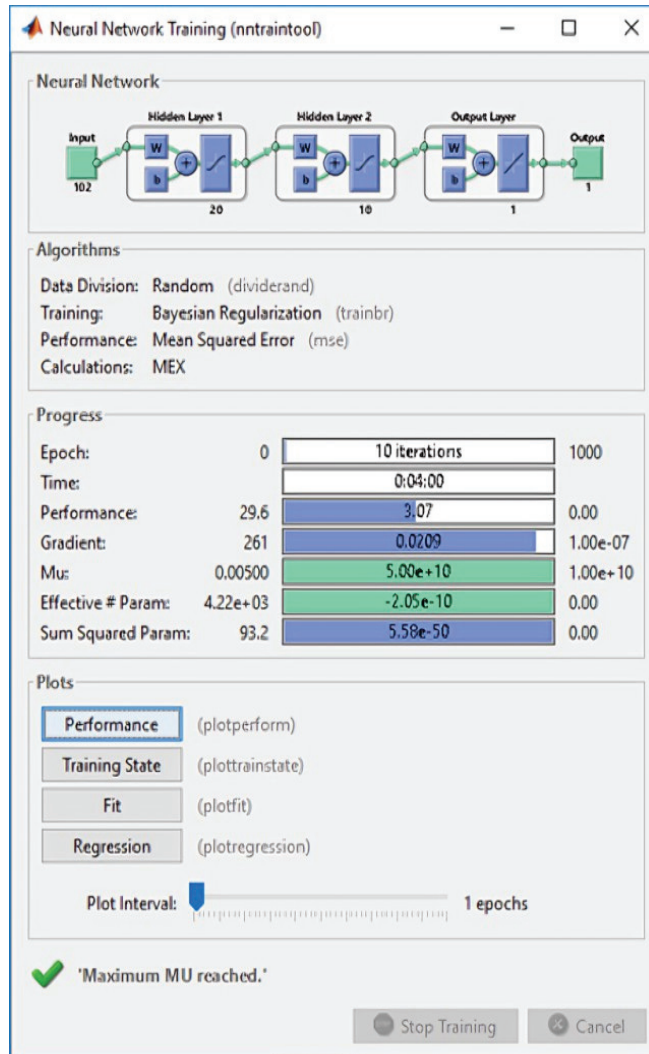 Neural Network Training (nntraintool)
Neural Network
Hidden Layer 1 Hidden Layer 2 Output Layer
Input Output
W W W
b b b
102 20 10 1 1
Algorithms
Data Division: Random (dividerand)
Training: Bayesian Regularization (trainbr)
Performance: Mean Squared Error (mse)
Calculations: MEX
Progress
Epoch: 0 10 iterations 1000
Time: 0:04:00
Performance: 29.6 3.07 0.00
Gradient: 261 0.0209 1.00e-07
Mu: 0.00500 5.00e+10 1.00e+10
Effective # Param: 4.22e+03 -2.05e-10 0.00
Sum Squared Param: 93.2 5.58e-50 0.00
Plots
Performance (plotperform)
Training State (plottrainstate)
Fit (plotfit)
Regression (plotregression)
Plot Interval: 1 epochs
'Maximum MU reached.'
Stop Training Cancel